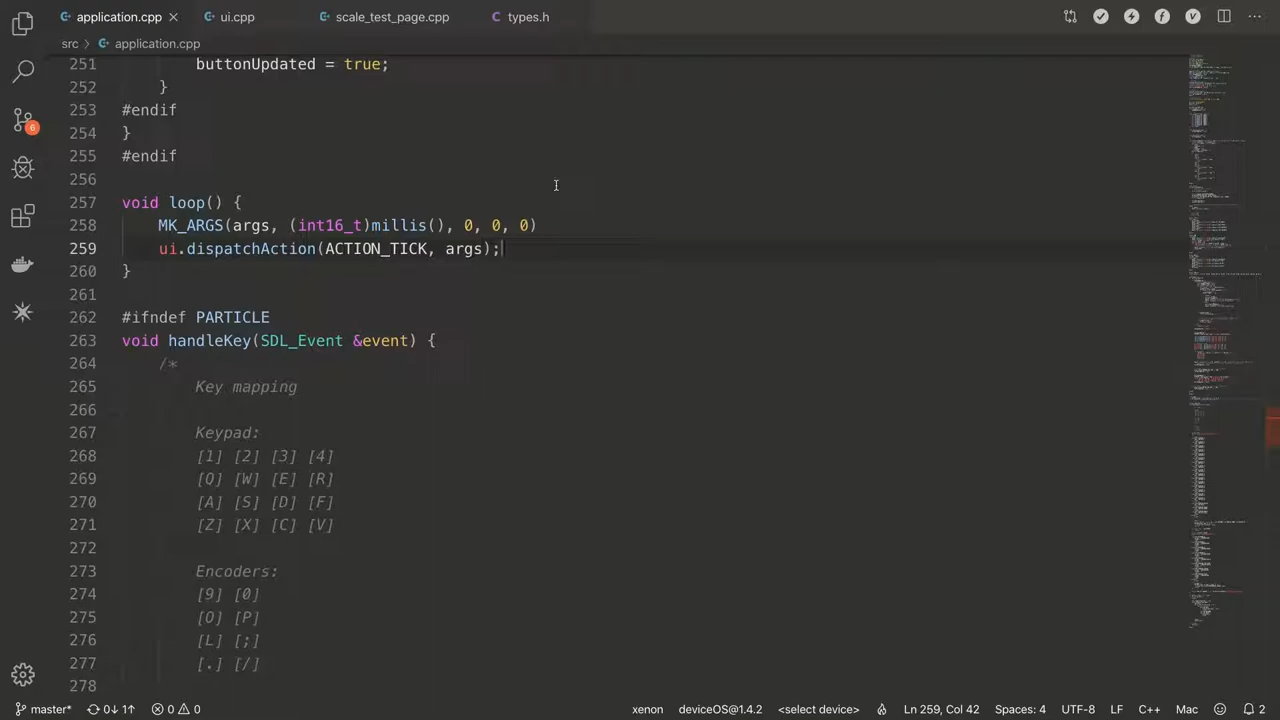 application.cpp ui.cpp scale_test_page.cpp types.h
src application.cpp
251 buttonUpdated = true;
252 }
253 #endif
254 }
255 #endif
256
257 void loop() {
258 MK_ARGS(args, (int16_t)millis(), 0, 0, 0)
259 ui.dispatchAction(ACTION_TICK, args);
260 }
261
262 #ifndef PARTICLE
263 void handleKey(SDL_Event &event) {
264 /*
265 Key mapping
266
267 Keypad:
268 [1] [2] [3] [4]
269 [Q] [W] [E] [R]
270 [A] [S] [D] [F]
271 [Z] [X] [C] [V]
272
273 Encoders:
274 [9] [0]
275 [O] [P]
276 [L] [;]
277 [.] [/]
278
6
master* 0↓ 1↑ 0 0 xenon deviceOS@1.4.2 <select device> Ln 259, Col 42 Spaces: 4 UTF-8 LF C++ Mac 2